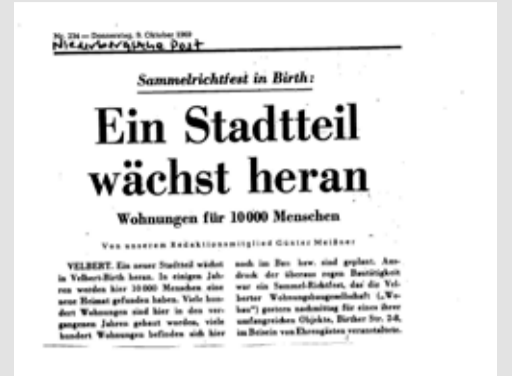 Nr. 234 — Donnerstag, 9. Oktober 1969
Niederbergische Post
Sammelrichtfest in Birth:
Ein Stadtteil
wächst heran
Wohnungen für 10000 Menschen
Von unserem Redaktionsmitglied Günter Meißner
VELBERT. Ein neuer Stadtteil wächst
in Velbert-Birth heran. In einigen Jah-
ren werden hier 10000 Menschen eine
neue Heimat gefunden haben. Viele hun-
dert Wohnungen sind hier in den ver-
gangenen Jahren gebaut worden, viele
hundert Wohnungen befinden sich hier
noch im Bau bzw. sind geplant. Aus-
druck der überaus regen Bautätigkeit
war ein Sammel-Richtfest, das die Vel-
berter Wohnungsbaugesellschaft („Wo-
bau“) gestern nachmittag für eines ihrer
umfangreichen Objekte, Birther Str. 2-8,
im Beisein von Ehrengästen veranstaltete.